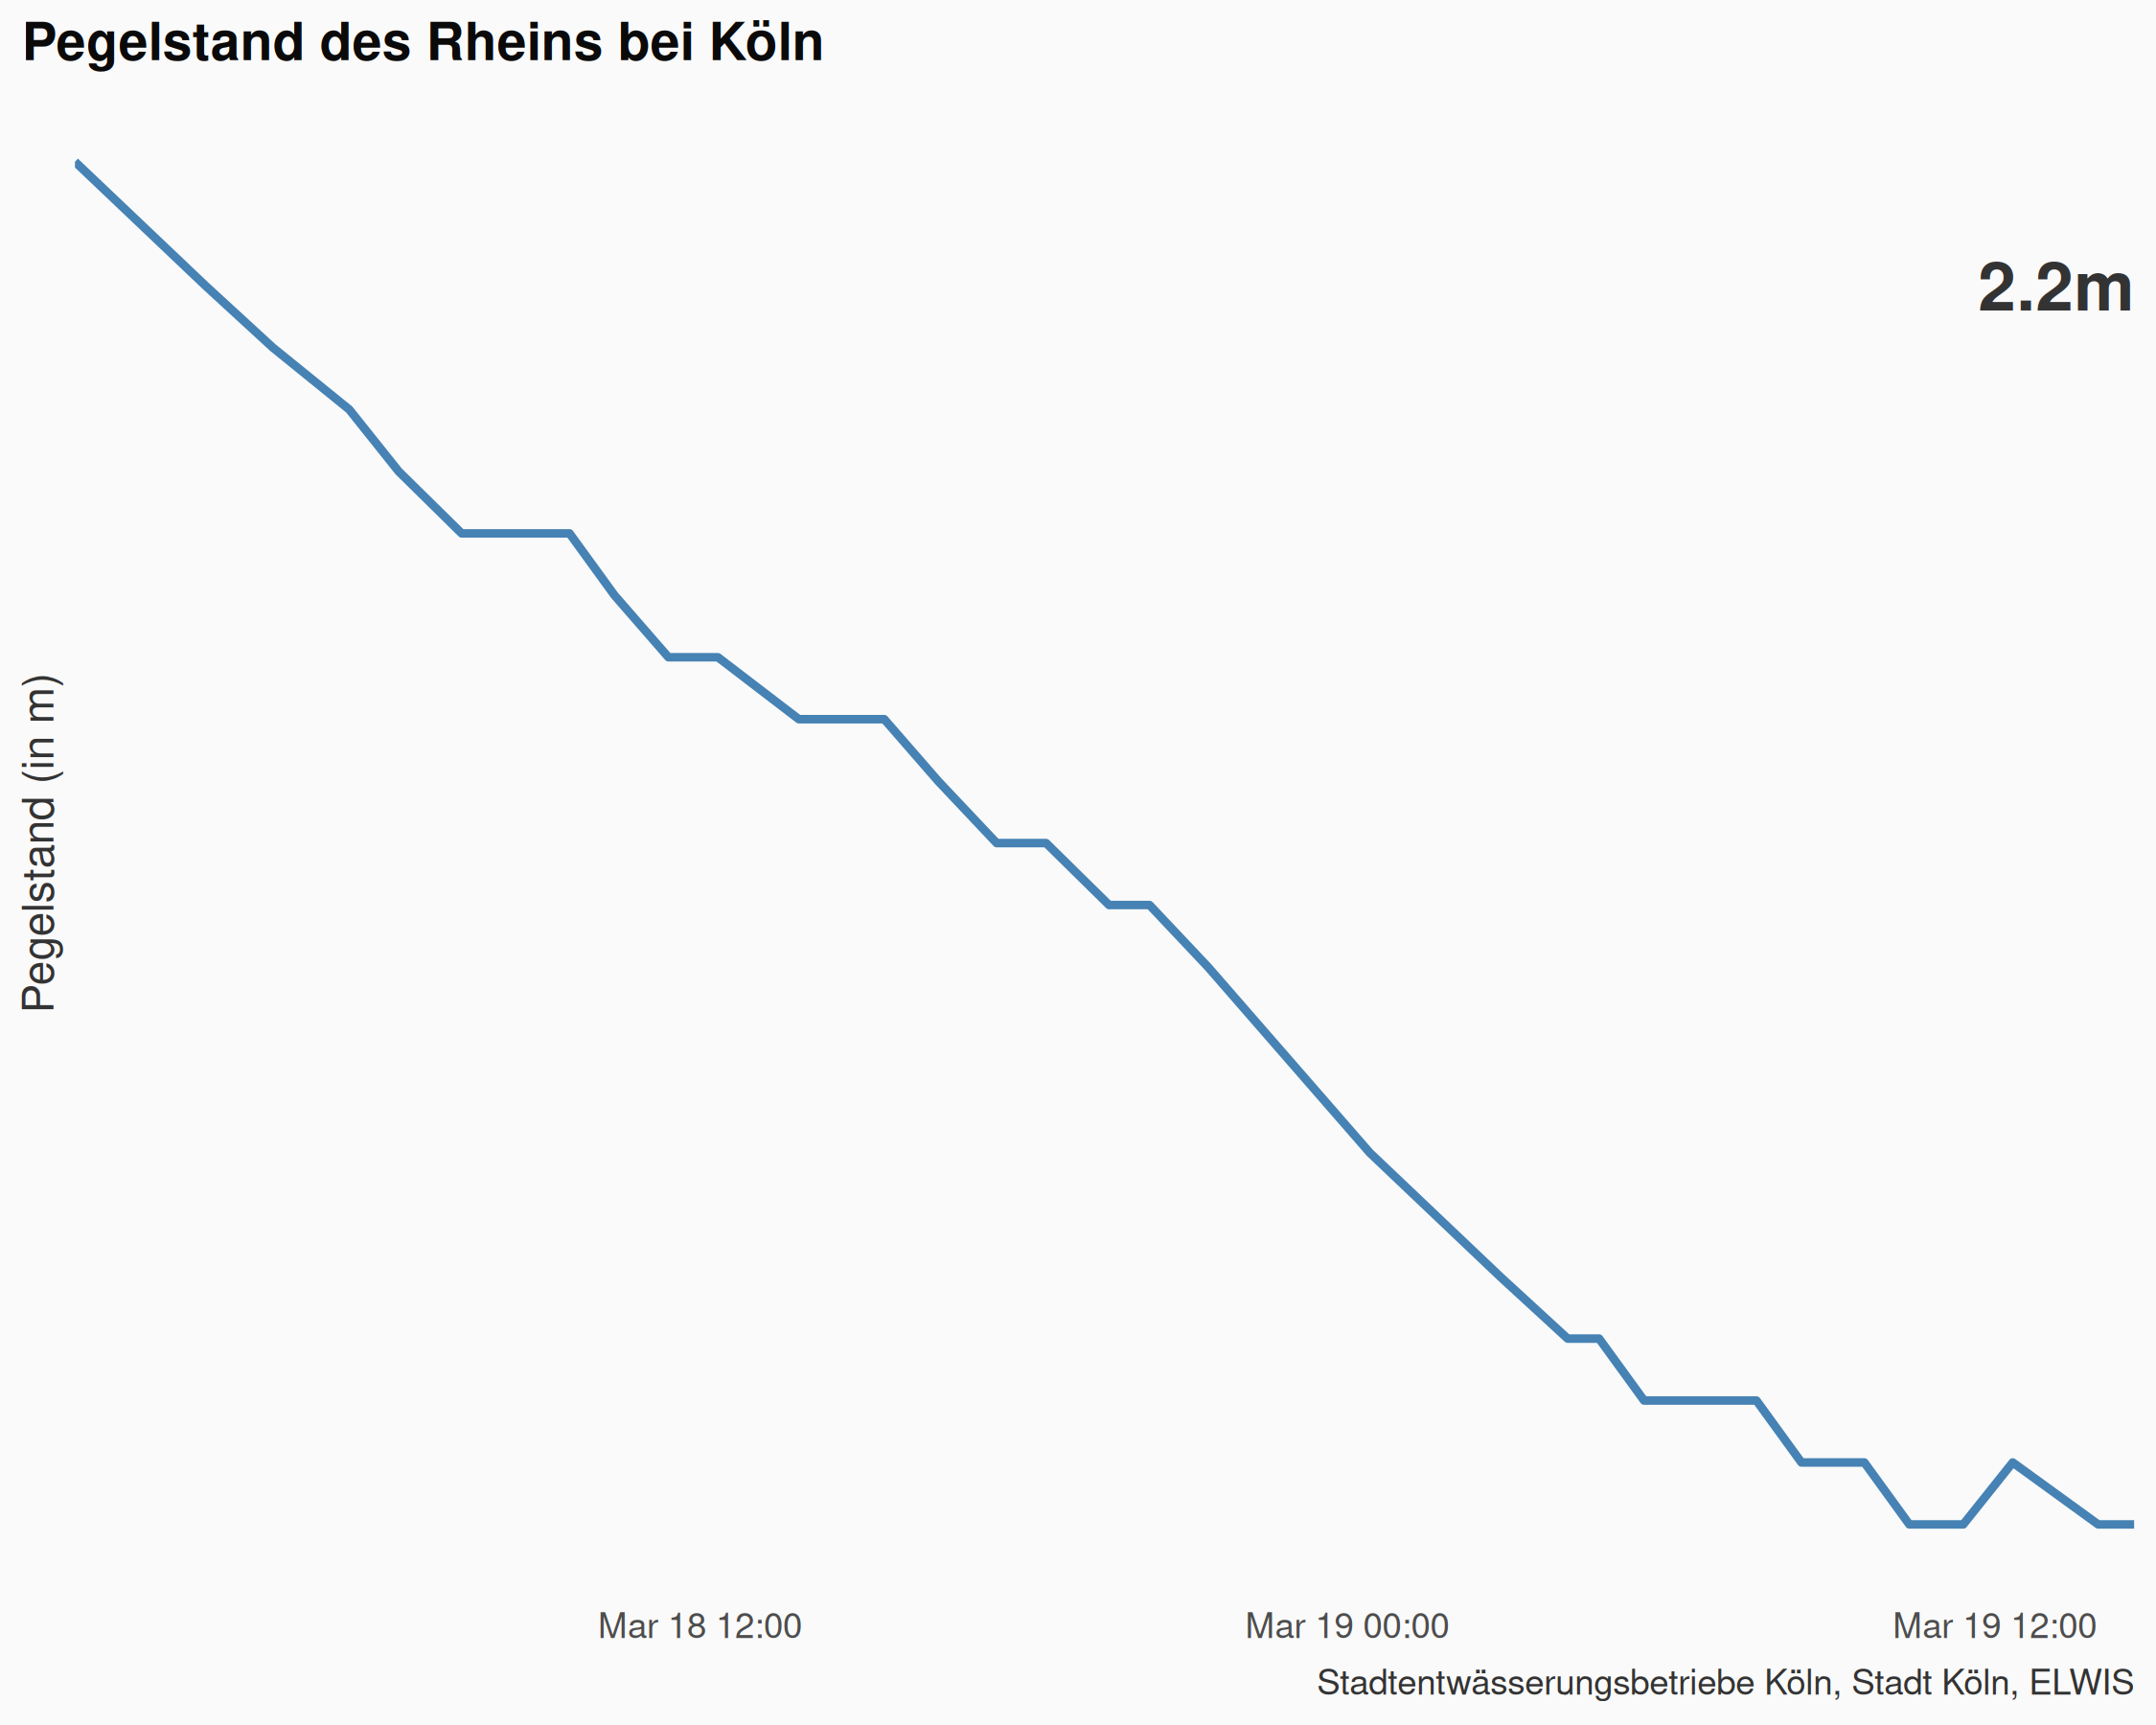 Pegelstand des Rheins bei Köln
2.2m
Pegelstand (in m)
Mar 18 12:00
Mar 19 00:00
Mar 19 12:00
Stadtentwässerungsbetriebe Köln, Stadt Köln, ELWIS